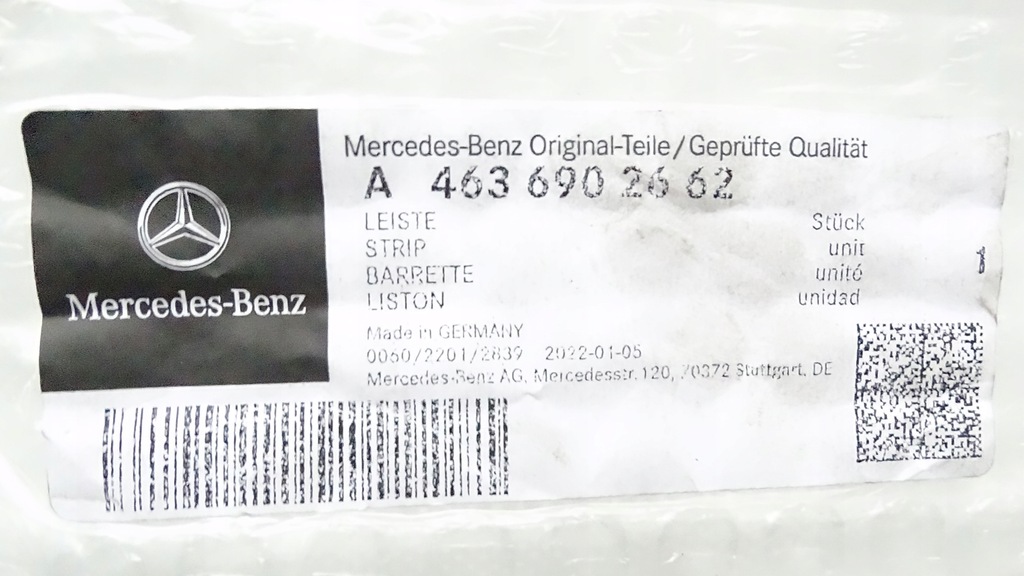 Mercedes-Benz
Mercedes-Benz Original-Teile/Geprüfte Qualität
A 463 690 26 62
LEISTE Stück
STRIP unit
BARRETTE unité
LISTON unidad
1
Made in GERMANY
0060/2201/2839 2022-01-05
Mercedes-Benz AG, Mercedesstr.120, 70372 Stuttgart, DE